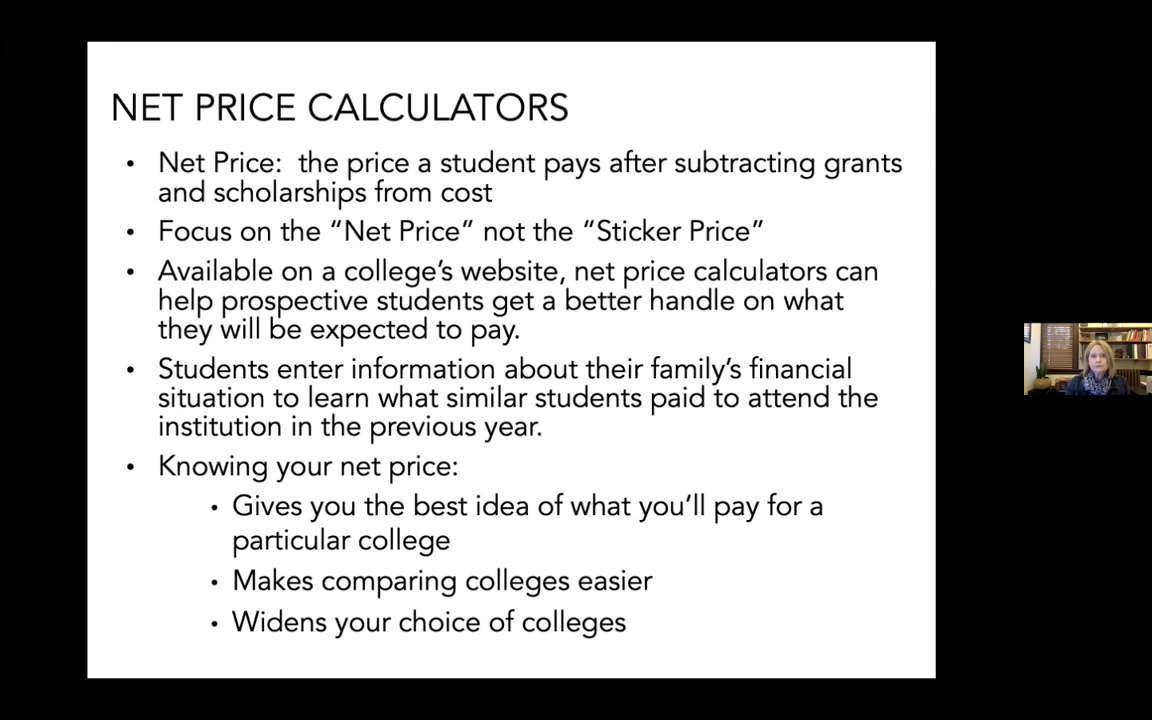 NET PRICE CALCULATORS
• Net Price:  the price a student pays after subtracting grants
and scholarships from cost
• Focus on the “Net Price” not the “Sticker Price”
• Available on a college’s website, net price calculators can
help prospective students get a better handle on what
they will be expected to pay.
• Students enter information about their family’s financial
situation to learn what similar students paid to attend the
institution in the previous year.
• Knowing your net price:
• Gives you the best idea of what you’ll pay for a
particular college
• Makes comparing colleges easier
• Widens your choice of colleges